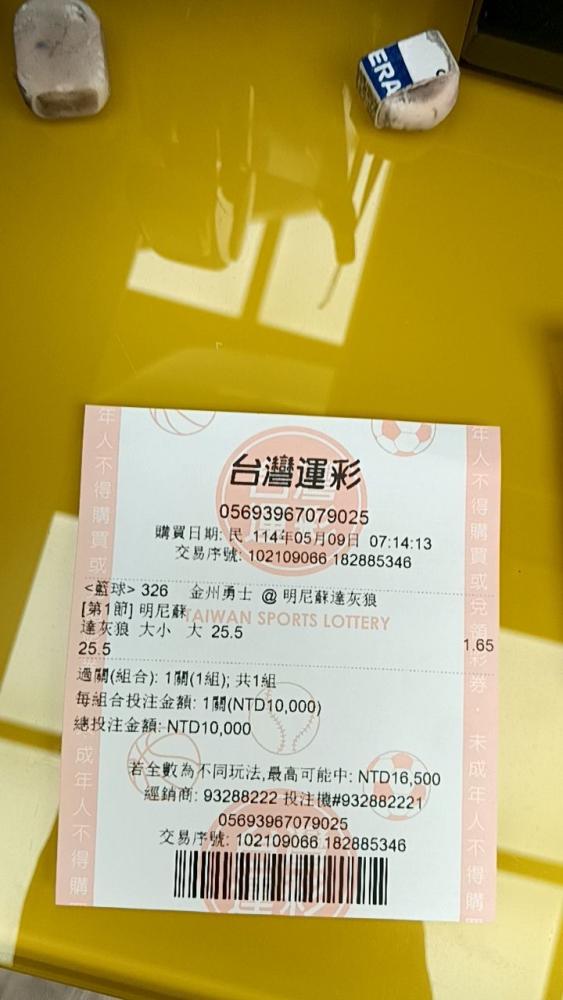 ERA
台灣運彩
05693967079025
購買日期: 民 114年05月09日 07:14:13
交易序號: 102109066 182885346
<籃球> 326 金州勇士 @ 明尼蘇達灰狼
[第1節] 明尼蘇
TAIWAN SPORTS LOTTERY
達灰狼 大小 大 25.5 1.65
25.5
過關(組合): 1關(1組); 共1組
每組合投注金額: 1關(NTD10,000)
總投注金額: NTD10,000
若全數為不同玩法,最高可能中: NTD16,500
經銷商: 93288222 投注機#932882221
05693967079025
交易序號: 102109066 182885346
年人不得購買或
成年人不得購
年人不得購買或兌領彩券・未成年人不得購